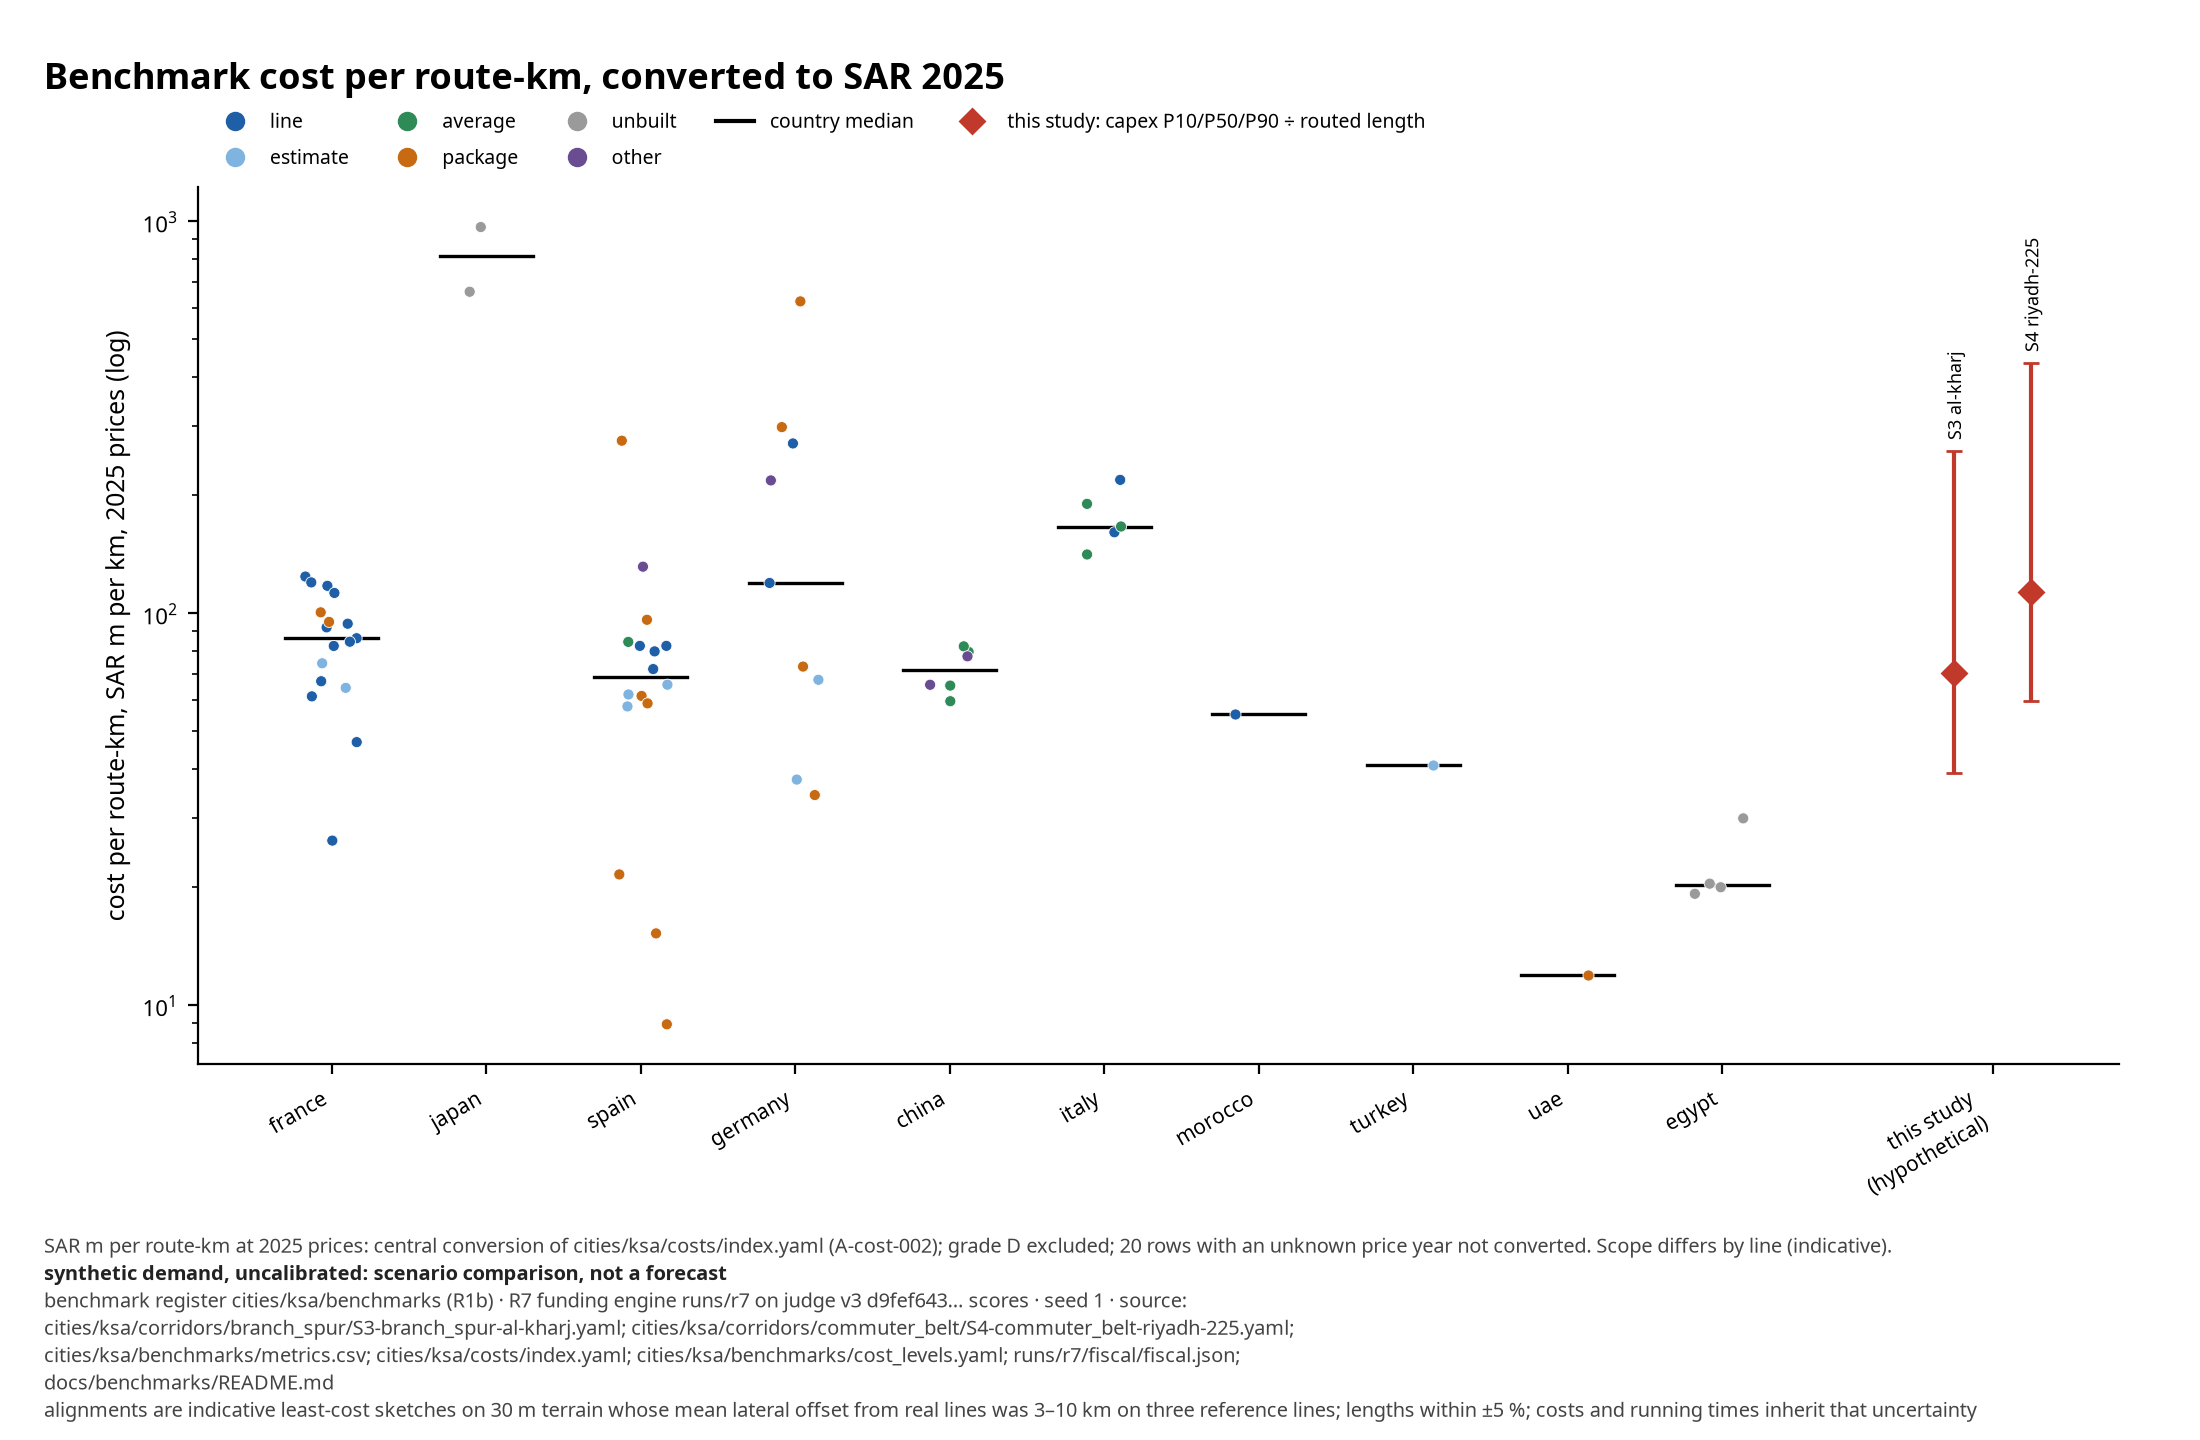 Benchmark cost per route-km, converted to SAR 2025
line
average
unbuilt
country median
this study: capex P10/P50/P90 ÷ routed length
estimate
package
other
cost per route-km, SAR m per km, 2025 prices (log)
10³
10²
10¹
S3 al-kharj
S4 riyadh-225
france
japan
spain
germany
china
italy
morocco
turkey
uae
egypt
this study
(hypothetical)
SAR m per route-km at 2025 prices: central conversion of cities/ksa/costs/index.yaml (A-cost-002); grade D excluded; 20 rows with an unknown price year not converted. Scope differs by line (indicative).
synthetic demand, uncalibrated: scenario comparison, not a forecast
benchmark register cities/ksa/benchmarks (R1b) · R7 funding engine runs/r7 on judge v3 d9fef643… scores · seed 1 · source:
cities/ksa/corridors/branch_spur/S3-branch_spur-al-kharj.yaml; cities/ksa/corridors/commuter_belt/S4-commuter_belt-riyadh-225.yaml;
cities/ksa/benchmarks/metrics.csv; cities/ksa/costs/index.yaml; cities/ksa/benchmarks/cost_levels.yaml; runs/r7/fiscal/fiscal.json;
docs/benchmarks/README.md
alignments are indicative least-cost sketches on 30 m terrain whose mean lateral offset from real lines was 3–10 km on three reference lines; lengths within ±5 %; costs and running times inherit that uncertainty